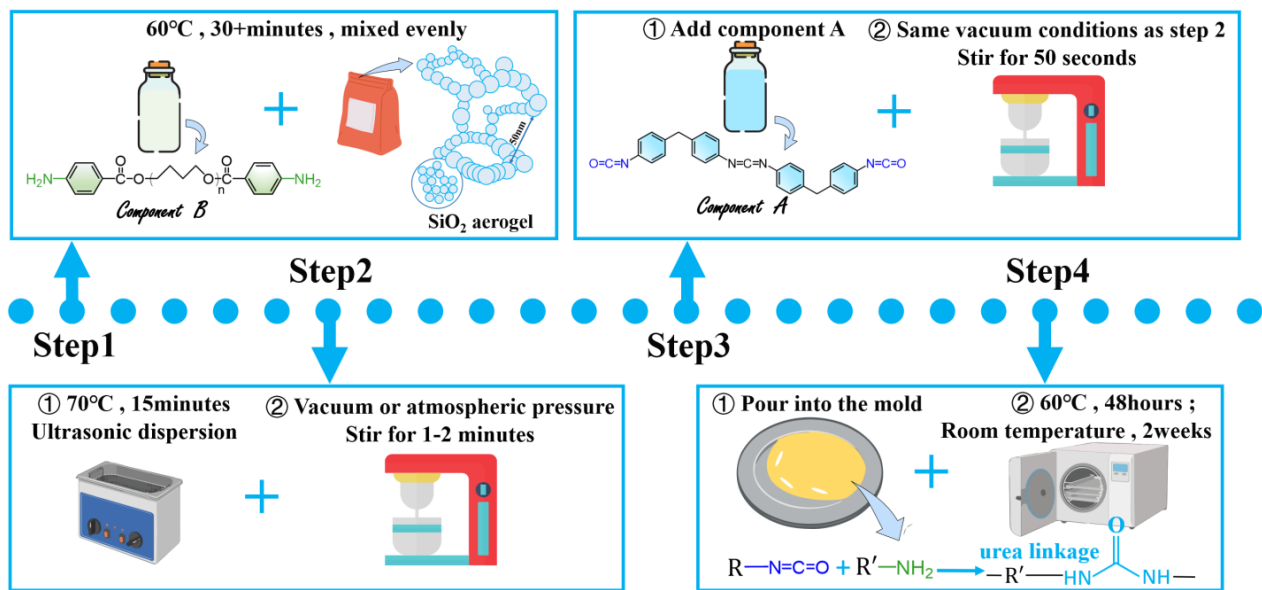 60℃ , 30+minutes , mixed evenly
H₂N
O
O
n
O
O
NH₂
Component B
50nm
SiO₂ aerogel
① Add component A
② Same vacuum conditions as step 2
Stir for 50 seconds
O=C=N
N=C=N
N=C=O
Component A
Step1
Step2
Step3
Step4
① 70℃ , 15minutes
Ultrasonic dispersion
② Vacuum or atmospheric pressure
Stir for 1-2 minutes
① Pour into the mold
② 60℃ , 48hours ;
Room temperature , 2weeks
R—N=C=O + R′—NH₂
urea linkage
O
—R′—HN NH—